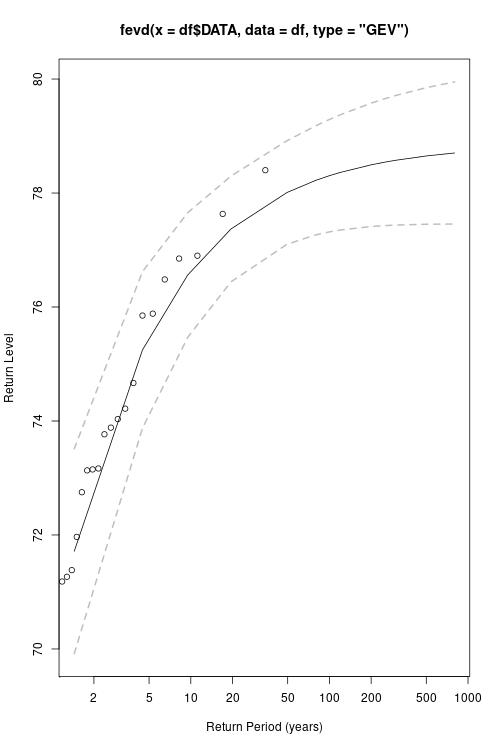 fevd(x = df$DATA, data = df, type = "GEV")
80
78
76
74
72
70
Return Level
2 5 10 20 50 100 200 500 1000
Return Period (years)